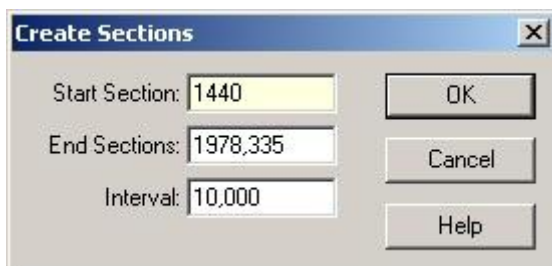 Create Sections
Start Section: 1440
OK
End Sections: 1978,335
Cancel
Interval: 10,000
Help